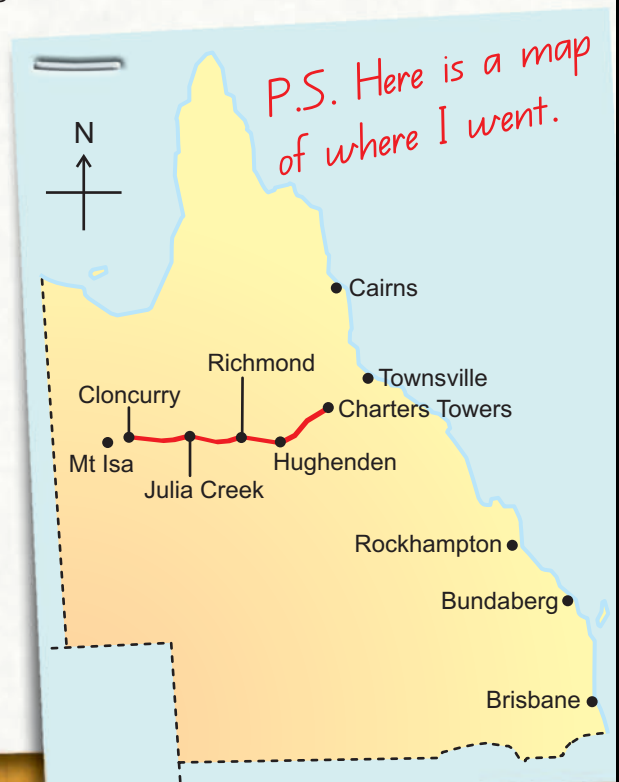 P.S. Here is a map
of where I went.
N
Cairns
Richmond
Townsville
Cloncurry
Charters Towers
Mt Isa
Hughenden
Julia Creek
Rockhampton
Bundaberg
Brisbane